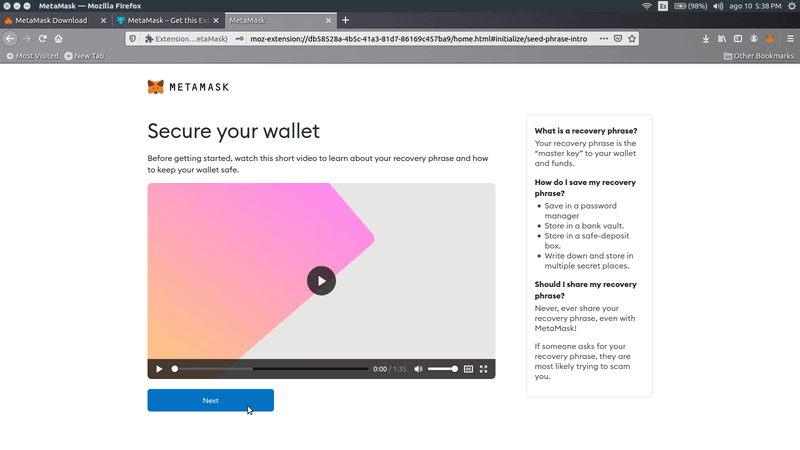 MetaMask — Mozilla Firefox
Es (98%) ago 10 5:38 PM
MetaMask Download
MetaMask – Get this Ext
MetaMask
Extension...etaMask)
moz-extension://db58528a-4b5c-41a3-81d7-86169c457ba9/home.html#initialize/seed-phrase-intro
Most Visited
New Tab
Other Bookmarks
METAMASK
Secure your wallet
Before getting started, watch this short video to learn about your recovery phrase and how
to keep your wallet safe.
0:00 / 1:35
CC
Next
What is a recovery phrase?
Your recovery phrase is the
“master key” to your wallet
and funds.
How do I save my recovery
phrase?
• Save in a password
manager
• Store in a bank vault.
• Store in a safe-deposit
box.
• Write down and store in
multiple secret places.
Should I share my recovery
phrase?
Never, ever share your
recovery phrase, even with
MetaMask!
If someone asks for your
recovery phrase, they are
most likely trying to scam
you.